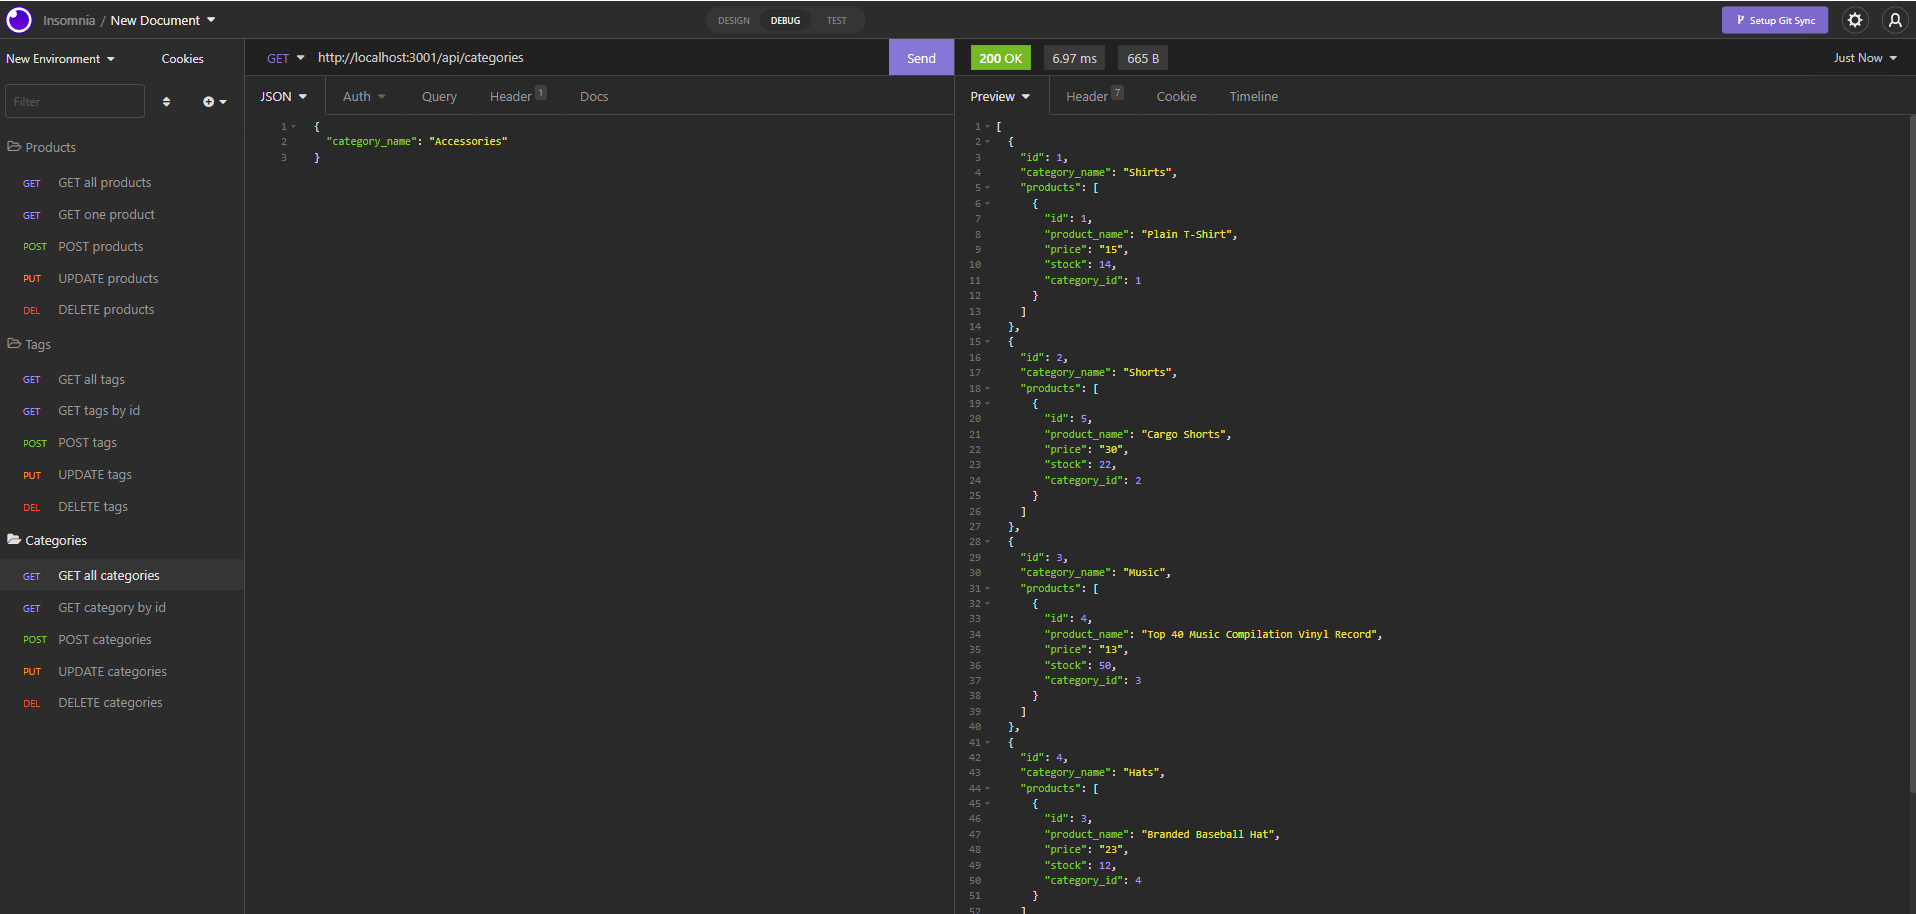 Insomnia / New Document
DESIGN DEBUG TEST
Setup Git Sync
New Environment Cookies
Filter
Products
GET GET all products
GET GET one product
POST POST products
PUT UPDATE products
DEL DELETE products
Tags
GET GET all tags
GET GET tags by id
POST POST tags
PUT UPDATE tags
DEL DELETE tags
Categories
GET GET all categories
GET GET category by id
POST POST categories
PUT UPDATE categories
DEL DELETE categories
GET http://localhost:3001/api/categories Send
JSON Auth Query Header 1 Docs
1 {
2 "category_name": "Accessories"
3 }
200 OK 6.97 ms 665 B Just Now
Preview Header 7 Cookie Timeline
1 [
2 {
3 "id": 1,
4 "category_name": "Shirts",
5 "products": [
6 {
7 "id": 1,
8 "product_name": "Plain T-Shirt",
9 "price": "15",
10 "stock": 14,
11 "category_id": 1
12 }
13 ]
14 },
15 {
16 "id": 2,
17 "category_name": "Shorts",
18 "products": [
19 {
20 "id": 5,
21 "product_name": "Cargo Shorts",
22 "price": "30",
23 "stock": 22,
24 "category_id": 2
25 }
26 ]
27 },
28 {
29 "id": 3,
30 "category_name": "Music",
31 "products": [
32 {
33 "id": 4,
34 "product_name": "Top 40 Music Compilation Vinyl Record",
35 "price": "13",
36 "stock": 50,
37 "category_id": 3
38 }
39 ]
40 },
41 {
42 "id": 4,
43 "category_name": "Hats",
44 "products": [
45 {
46 "id": 3,
47 "product_name": "Branded Baseball Hat",
48 "price": "23",
49 "stock": 12,
50 "category_id": 4
51 }
52 ]